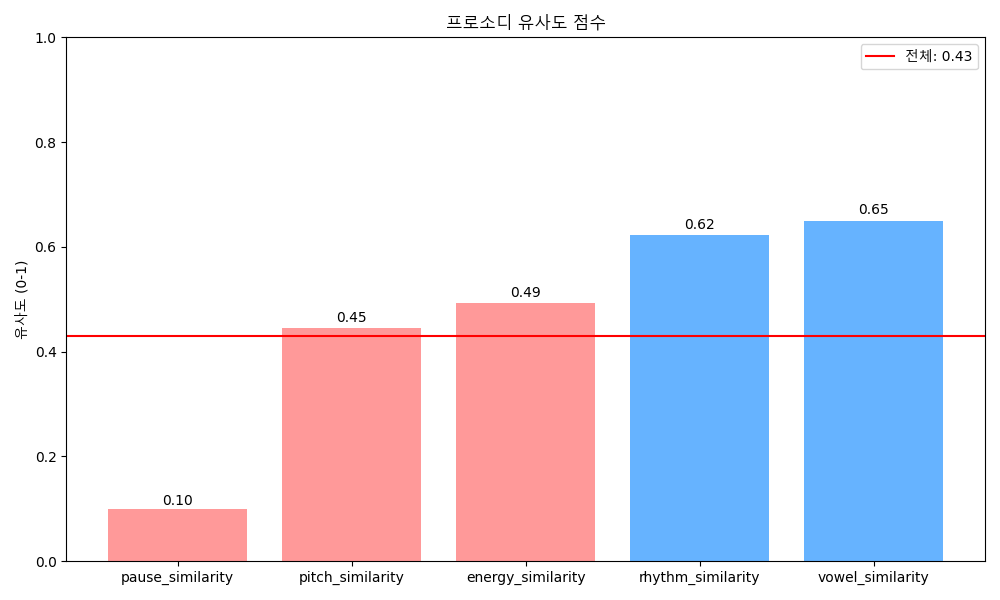 프로소디 유사도 점수
전체: 0.43
유사도 (0-1)
1.0
0.8
0.6
0.4
0.2
0.0
0.10
0.45
0.49
0.62
0.65
pause_similarity
pitch_similarity
energy_similarity
rhythm_similarity
vowel_similarity